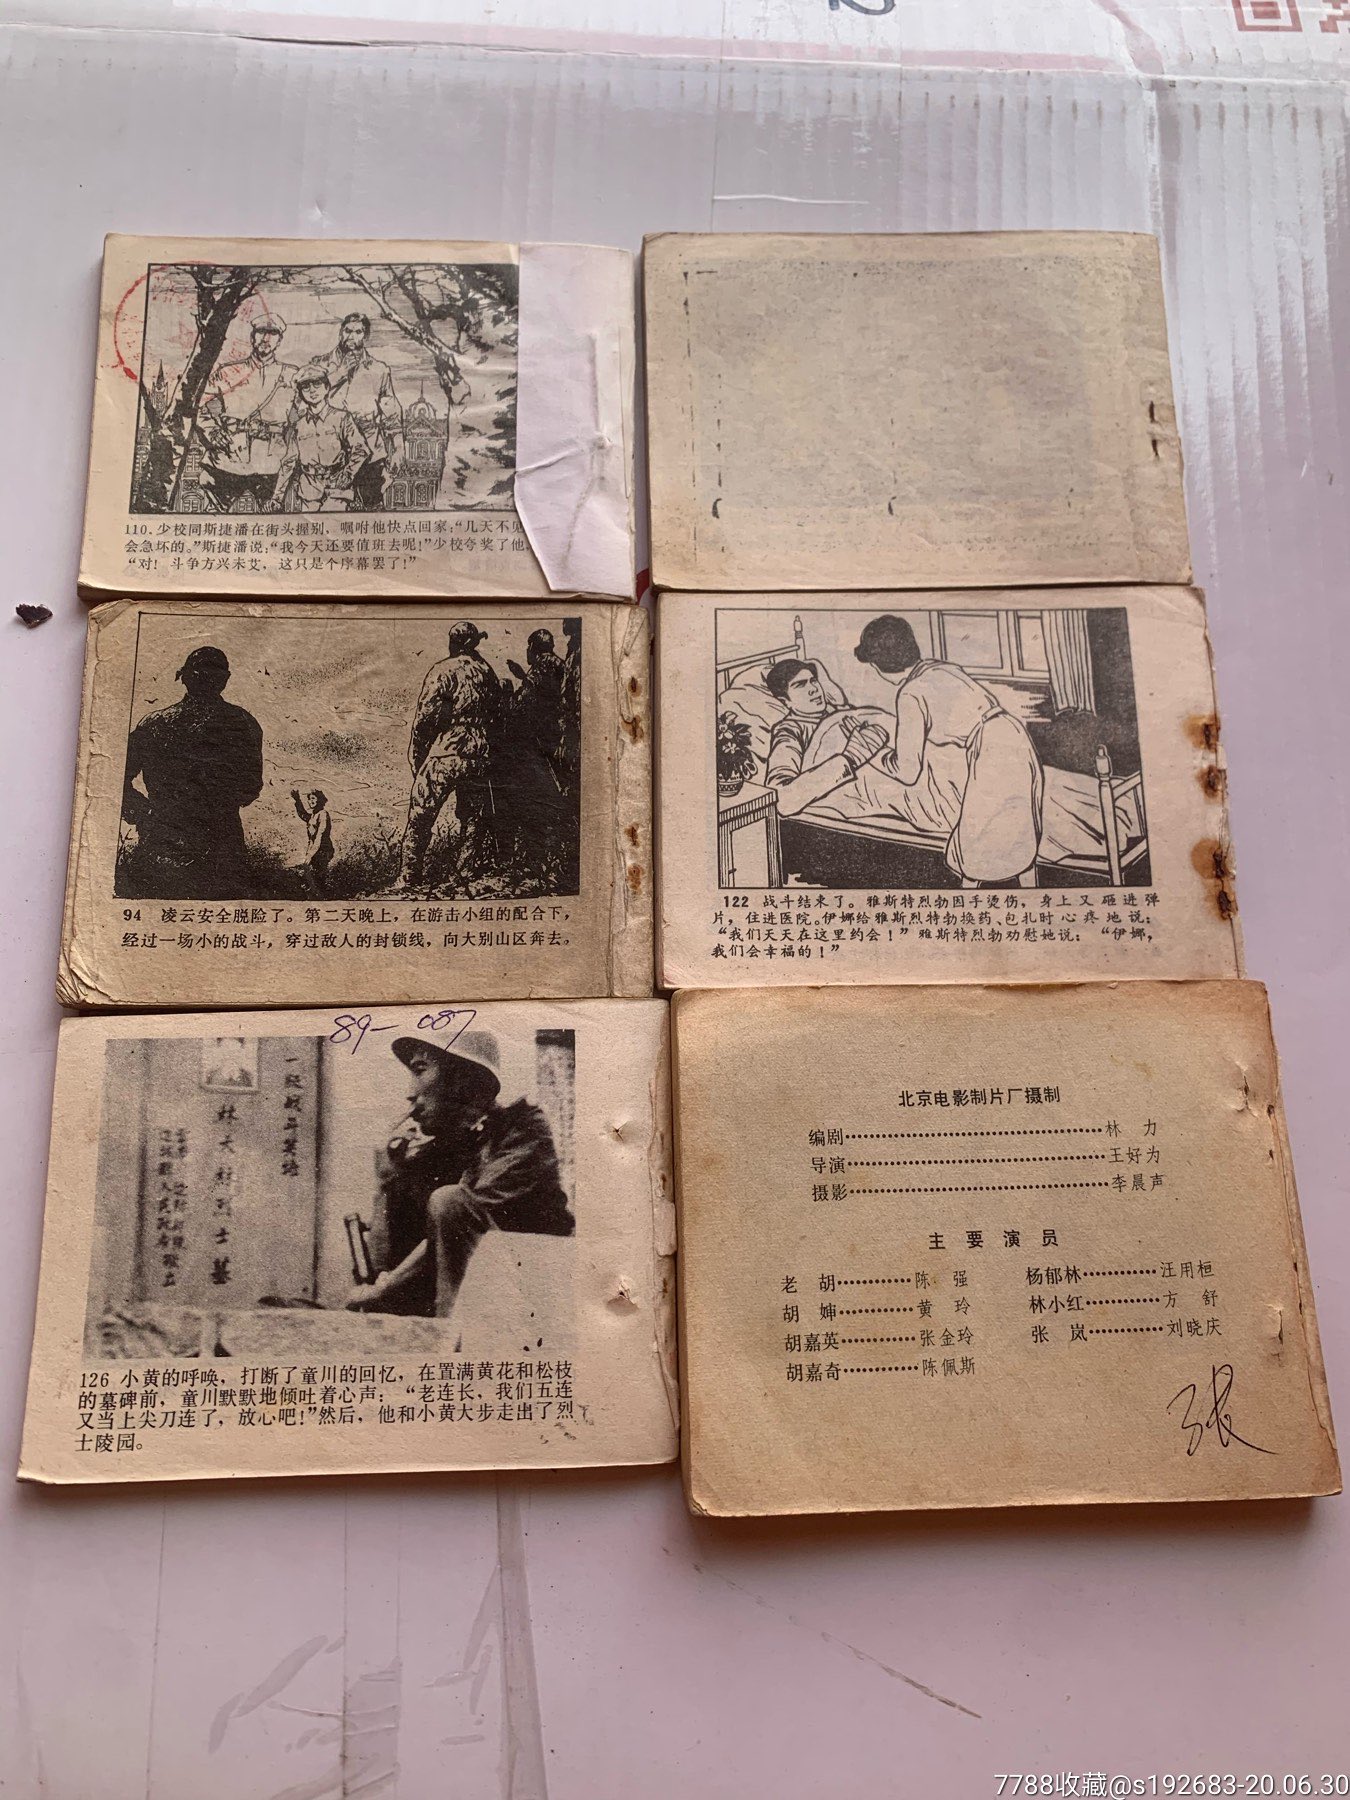 110.少校同斯捷潘在街头握别，嘱咐他快点回家：“几天不见
会急坏的。”斯捷潘说：“我今天还要值班去呢！”少校夸奖了他，
“对！斗争方兴未艾，这只是个序幕罢了！”
94 凌云安全脱险了。第二天晚上，在游击小组的配合下，
经过一场小的战斗，穿过敌人的封锁线，向大别山区奔去。
122 战斗结束了。雅斯特烈勃因手烫伤，身上又砸进弹
片，住进医院。伊娜给雅斯烈特勃换药、包扎时心疼地说：
“我们天天在这里约会！”雅斯特烈勃劝慰她说：“伊娜，
我们会幸福的！”
89-087
一级战斗英雄
林大林烈士墓
126 小黄的呼唤，打断了童川的回忆，在置满黄花和松枝
的墓碑前，童川默默地倾吐着心声：“老连长，我们五连
又当上尖刀连了，放心吧！”然后，他和小黄大步走出了烈
士陵园。
北京电影制片厂摄制
编剧…………………………林 力
导演…………………………王好为
摄影…………………………李晨声
主 要 演 员
老 胡…………陈 强 杨郁林…………汪用桓
胡 婶…………黄 玲 林小红…………方 舒
胡嘉英…………张金玲 张 岚…………刘晓庆
胡嘉奇…………陈佩斯
张
7788收藏@s192683-20.06.30